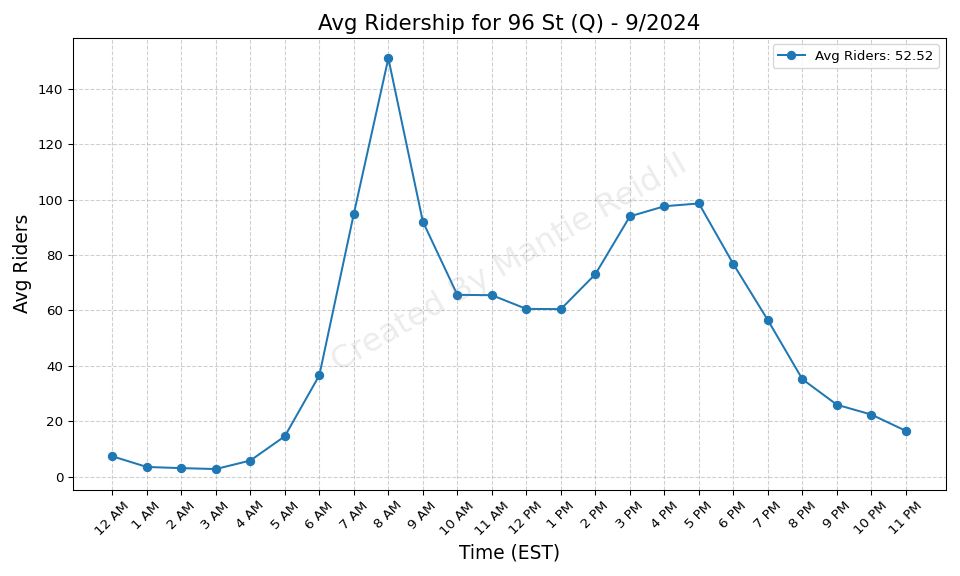 Avg Ridership for 96 St (Q) - 9/2024
Avg Riders: 52.52
140
120
100
80
60
40
20
0
Avg Riders
Created By Mantle Reid II
12 AM
1 AM
2 AM
3 AM
4 AM
5 AM
6 AM
7 AM
8 AM
9 AM
10 AM
11 AM
12 PM
1 PM
2 PM
3 PM
4 PM
5 PM
6 PM
7 PM
8 PM
9 PM
10 PM
11 PM
Time (EST)